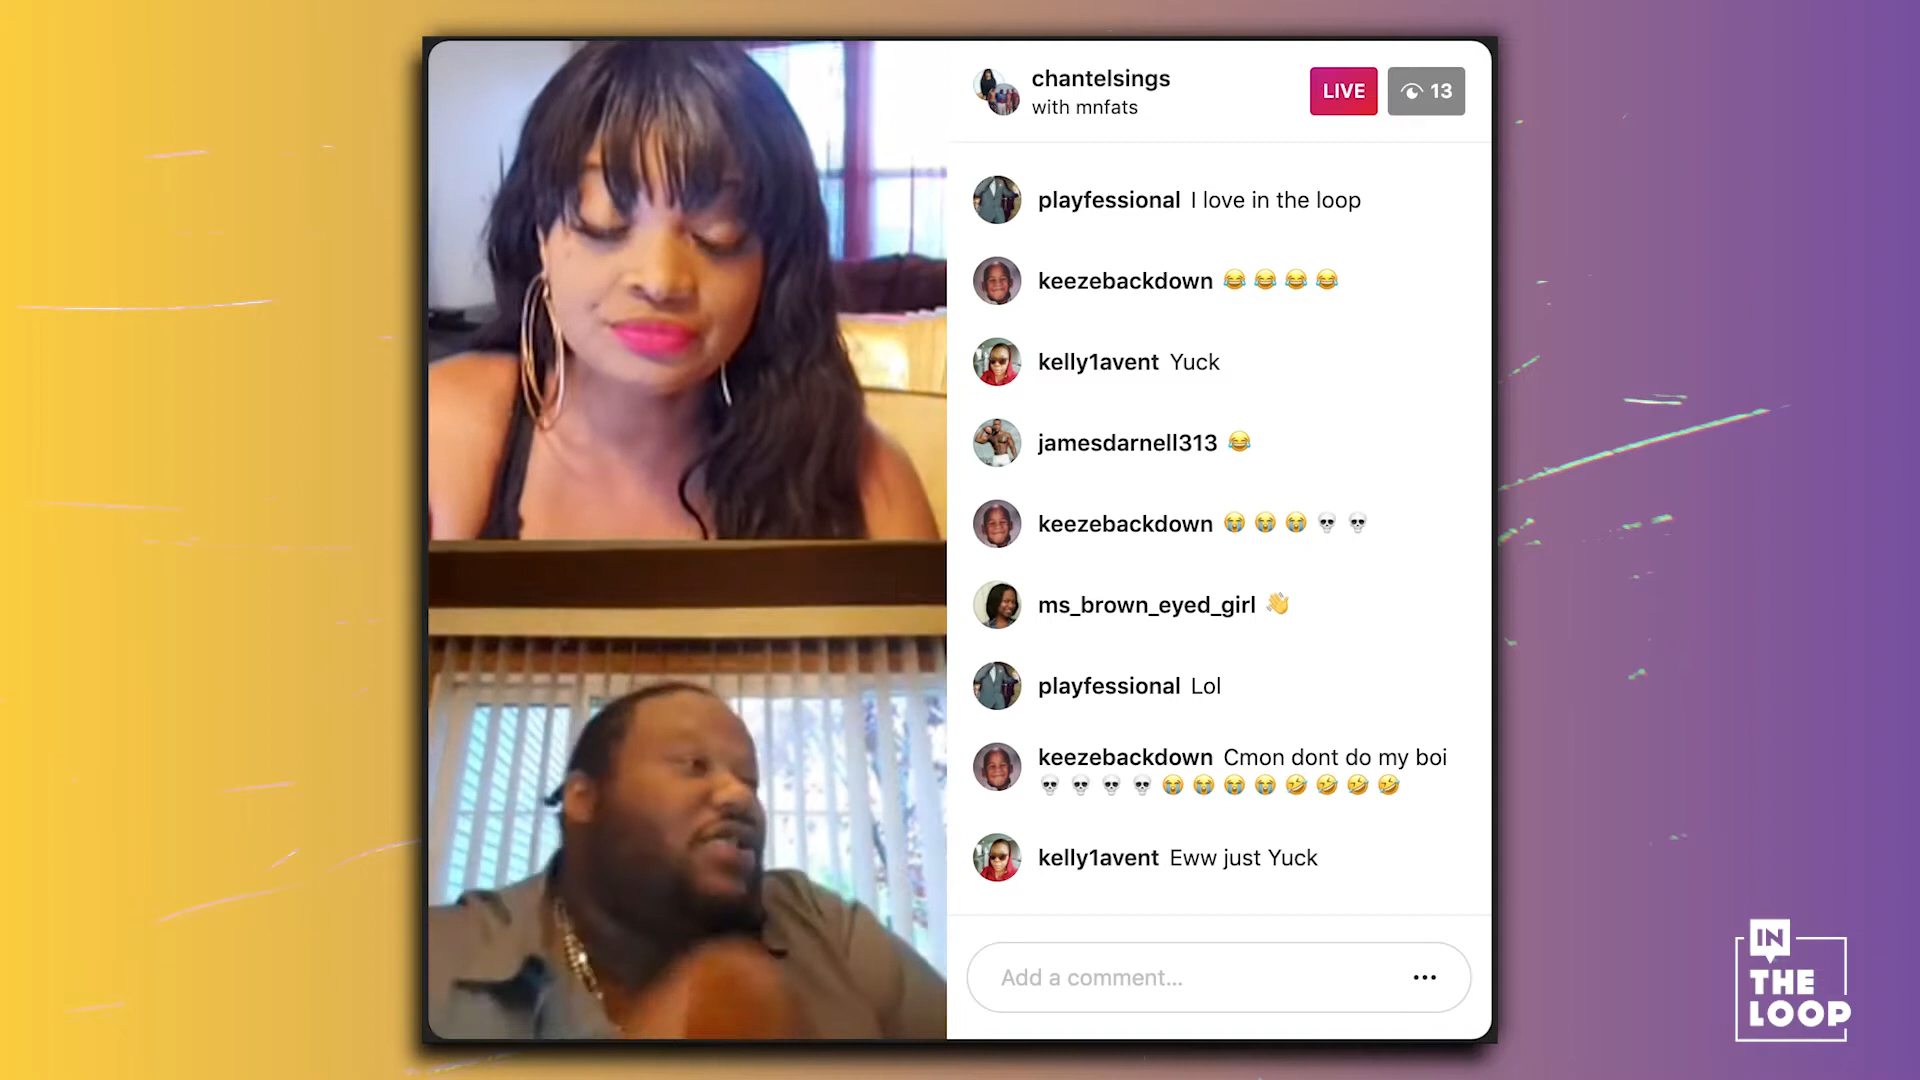 chantelsings
with mnfats
LIVE
13
playfessional I love in the loop
keezebackdown 😂 😂 😂 😂
kelly1avent Yuck
jamesdarnell313 😂
keezebackdown 😭 😭 😭 💀 💀
ms_brown_eyed_girl 👋
playfessional Lol
keezebackdown Cmon dont do my boi
💀 💀 💀 💀 😭 😭 😭 😭 🤣 🤣 🤣 🤣
kelly1avent Eww just Yuck
Add a comment...
IN
THE
LOOP